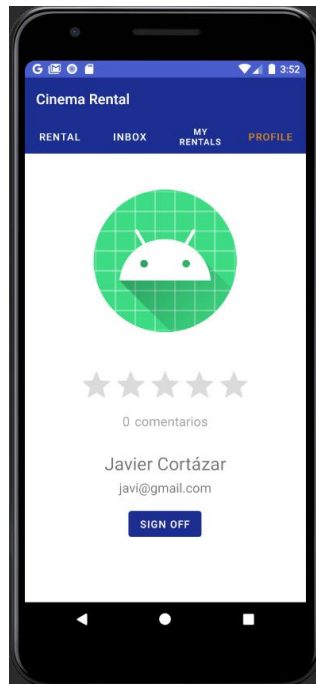 G 3:52
Cinema Rental
RENTAL INBOX MY RENTALS PROFILE
0 comentarios
Javier Cortázar
javi@gmail.com
SIGN OFF